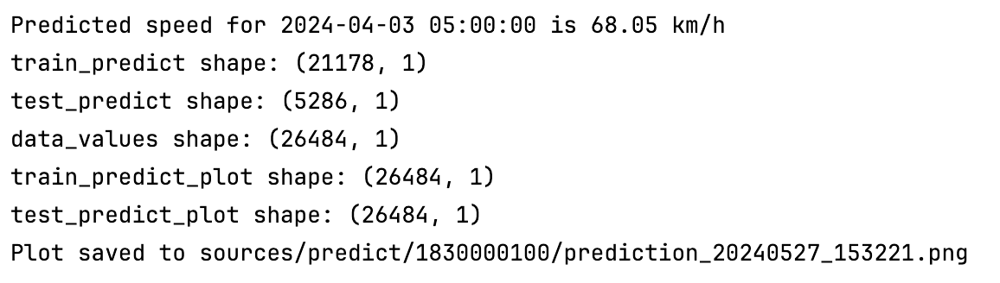 Predicted speed for 2024-04-03 05:00:00 is 68.05 km/h
train_predict shape: (21178, 1)
test_predict shape: (5286, 1)
data_values shape: (26484, 1)
train_predict_plot shape: (26484, 1)
test_predict_plot shape: (26484, 1)
Plot saved to sources/predict/1830000100/prediction_20240527_153221.png